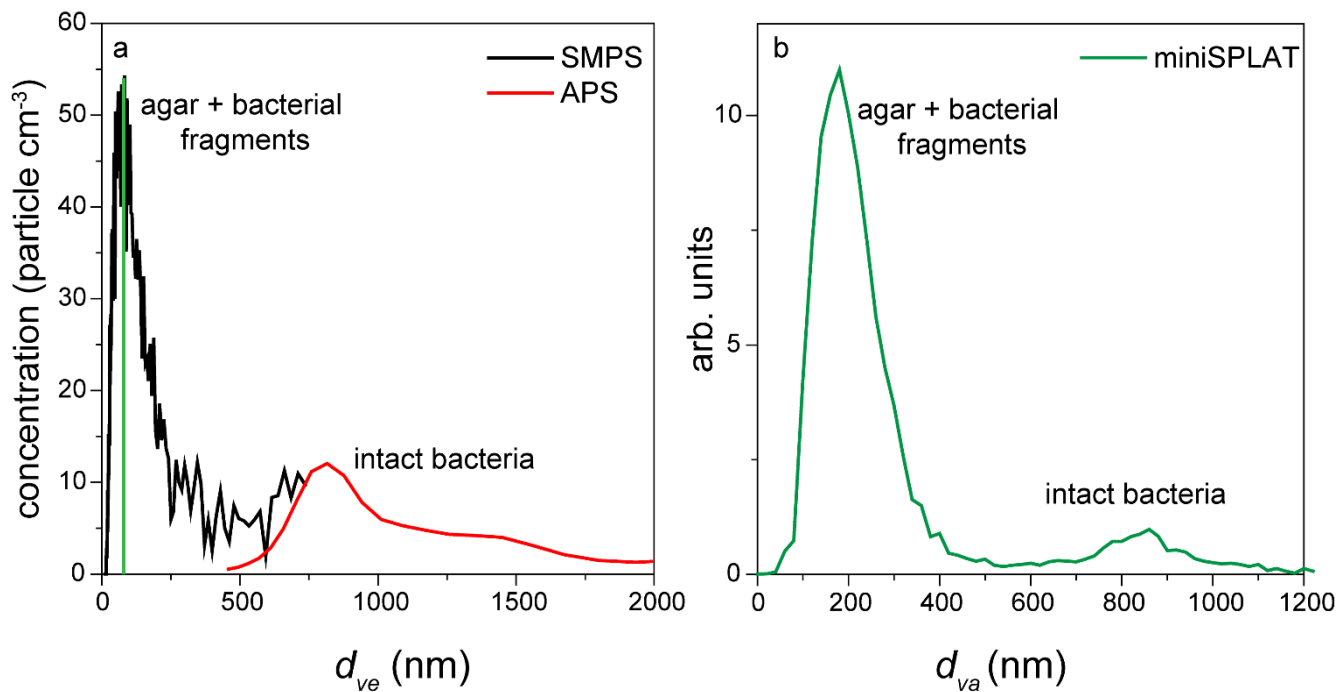 a
SMPS
APS
agar + bacterial
fragments
intact bacteria
concentration (particle cm⁻³)
60
50
40
30
20
10
0
0
500
1000
1500
2000
d_ve (nm)
b
miniSPLAT
agar + bacterial
fragments
intact bacteria
arb. units
10
5
0
0
200
400
600
800
1000
1200
d_va (nm)